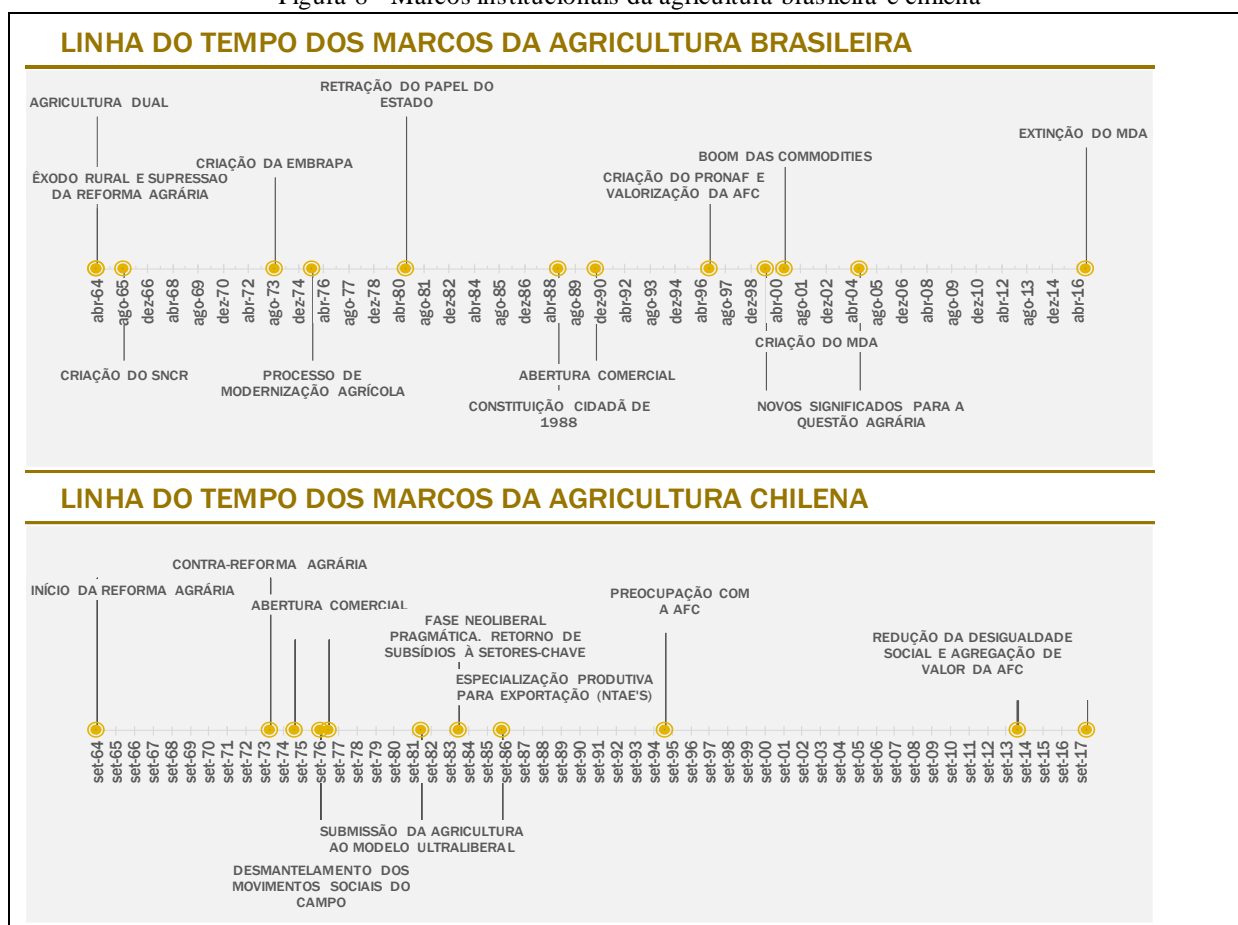 Figura 8 - Marcos institucionais da agricultura brasileira e chilena
LINHA DO TEMPO DOS MARCOS DA AGRICULTURA BRASILEIRA
RETRAÇÃO DO PAPEL DO
ESTADO
AGRICULTURA DUAL
EXTINÇÃO DO MDA
CRIAÇÃO DA EMBRAPA
BOOM DAS COMMODITIES
ÊXODO RURAL E SUPRESSAO
DA REFORMA AGRÁRIA
CRIAÇÃO DO PRONAF E
VALORIZAÇÃO DA AFC
abr-64 ago-65 dez-66 abr-68 ago-69 dez-70 abr-72 ago-73 dez-74 abr-76 ago-77 dez-78 abr-80 ago-81 dez-82 abr-84 ago-85 dez-86 abr-88 ago-89 dez-90 abr-92 ago-93 dez-94 abr-96 ago-97 dez-98 abr-00 ago-01 dez-02 abr-04 ago-05 dez-06 abr-08 ago-09 dez-10 abr-12 ago-13 dez-14 abr-16
CRIAÇÃO DO MDA
CRIAÇÃO DO SNCR
PROCESSO DE
MODERNIZAÇÃO AGRÍCOLA
ABERTURA COMERCIAL
CONSTITUIÇÃO CIDADÃ DE
1988
NOVOS SIGNIFICADOS PARA A
QUESTÃO AGRÁRIA
LINHA DO TEMPO DOS MARCOS DA AGRICULTURA CHILENA
CONTRA-REFORMA AGRÁRIA
INÍCIO DA REFORMA AGRÁRIA
ABERTURA COMERCIAL
PREOCUPAÇÃO COM
A AFC
FASE NEOLIBERAL
PRAGMÁTICA. RETORNO DE
SUBSÍDIOS À SETORES-CHAVE
REDUÇÃO DA DESIGUALDADE
SOCIAL E AGREGAÇÃO DE
VALOR DA AFC
ESPECIALIZAÇÃO PRODUTIVA
PARA EXPORTAÇÃO (NTAE'S)
set-64 set-65 set-66 set-67 set-68 set-69 set-70 set-71 set-72 set-73 set-74 set-75 set-76 set-77 set-78 set-79 set-80 set-81 set-82 set-83 set-84 set-85 set-86 set-87 set-88 set-89 set-90 set-91 set-92 set-93 set-94 set-95 set-96 set-97 set-98 set-99 set-00 set-01 set-02 set-03 set-04 set-05 set-06 set-07 set-08 set-09 set-10 set-11 set-12 set-13 set-14 set-15 set-16 set-17
SUBMISSÃO DA AGRICULTURA
AO MODELO ULTRALIBERAL
DESMANTELAMENTO DOS
MOVIMENTOS SOCIAIS DO
CAMPO